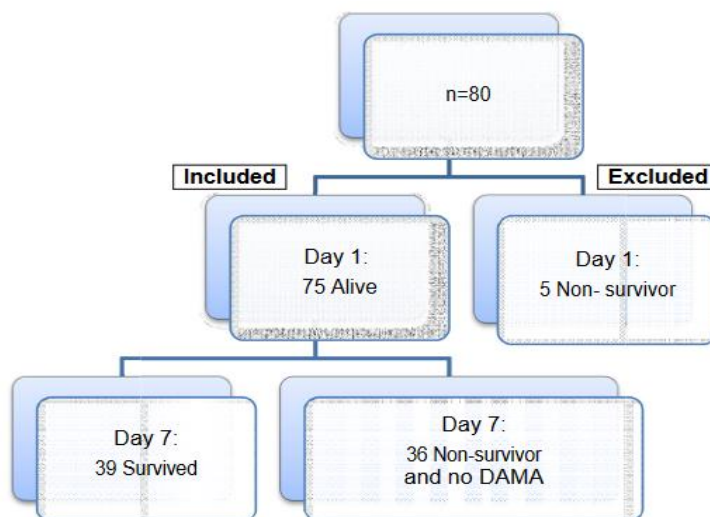 n=80
Included
Excluded
Day 1:
75 Alive
Day 1:
5 Non- survivor
Day 7:
39 Survived
Day 7:
36 Non-survivor
and no DAMA